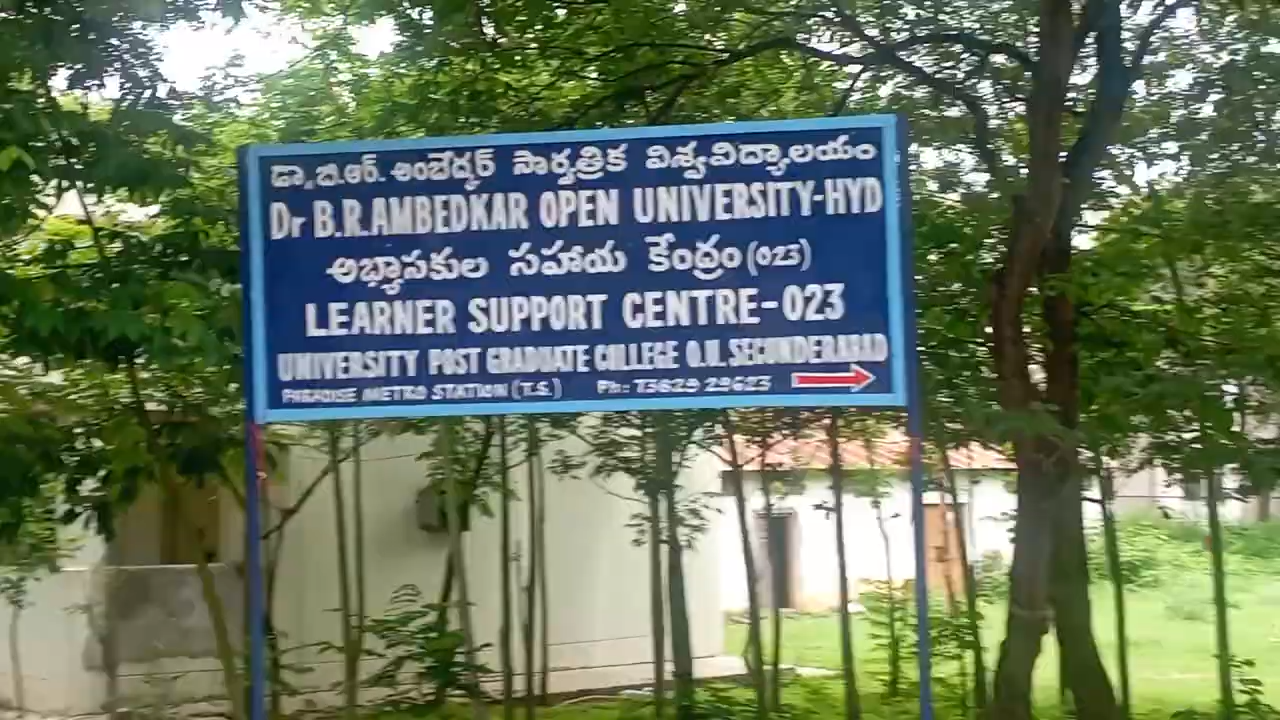 డా. బి.ఆర్. అంబేద్కర్ సార్వత్రిక విశ్వవిద్యాలయం
Dr B.R.AMBEDKAR OPEN UNIVERSITY-HYD
అభ్యాసకుల సహాయ కేంద్రం (023)
LEARNER SUPPORT CENTRE-023
UNIVERSITY POST GRADUATE COLLEGE O.U. SECUNDERABAD
PARADISE METRO STATION (T.S.) Ph: 73829 29623